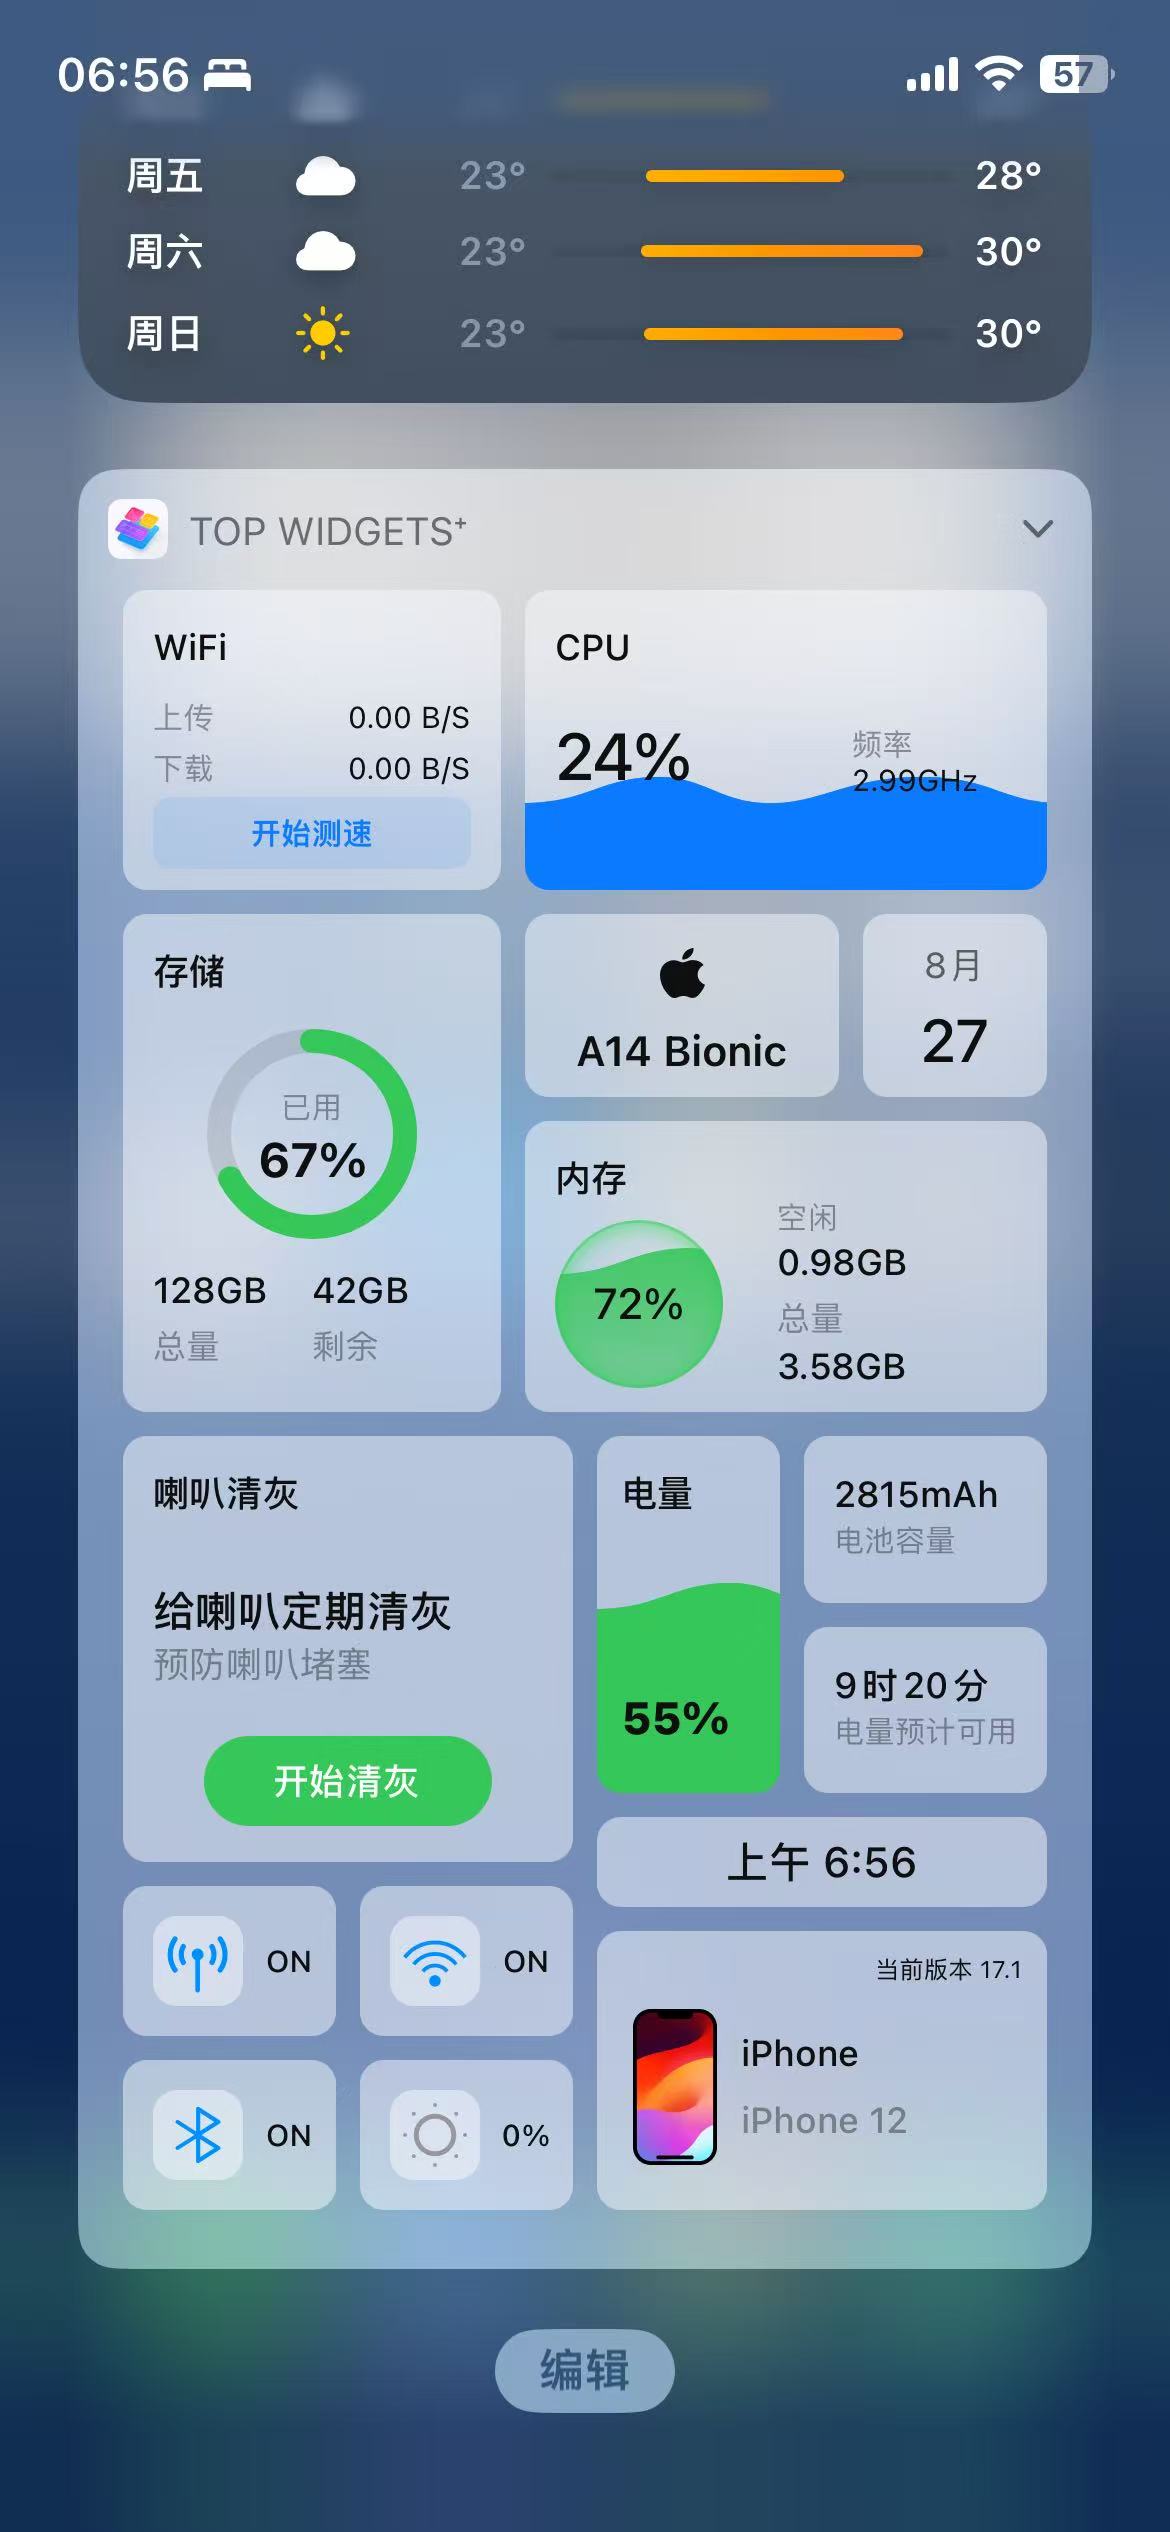 06:56
57
周五 23° 28°
周六 23° 30°
周日 23° 30°
TOP WIDGETS⁺
WiFi
上传 0.00 B/S
下载 0.00 B/S
开始测速
CPU
24%
频率
2.99GHz
存储
已用
67%
128GB 42GB
总量 剩余
A14 Bionic
8月
27
内存
72%
空闲
0.98GB
总量
3.58GB
喇叭清灰
给喇叭定期清灰
预防喇叭堵塞
开始清灰
电量
55%
2815mAh
电池容量
9时20分
电量预计可用
上午 6:56
ON
ON
ON
0%
当前版本 17.1
iPhone
iPhone 12
编辑